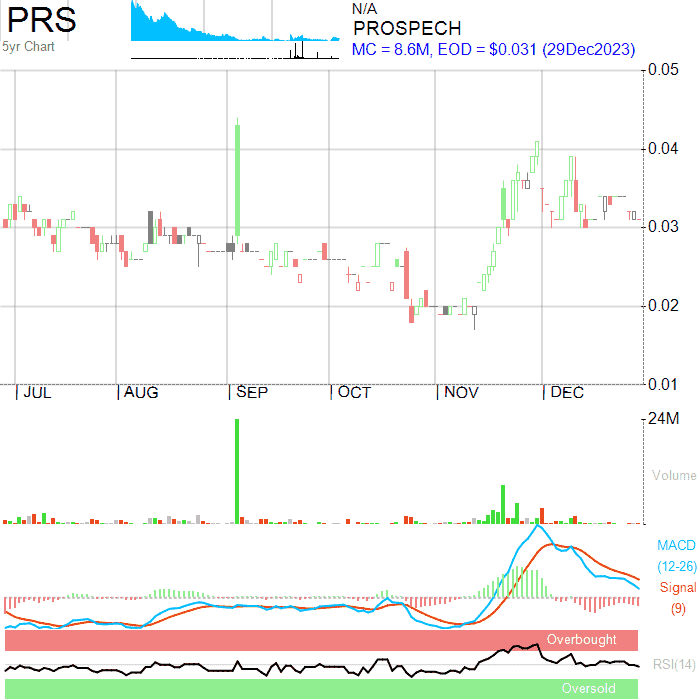 PRS
5yr Chart
N/A
PROSPECH
MC = 8.6M, EOD = $0.031 (29Dec2023)
0.05
0.04
0.03
0.02
0.01
JUL AUG SEP OCT NOV DEC
24M
Volume
MACD
(12-26)
Signal
(9)
Overbought
RSI(14)
Oversold